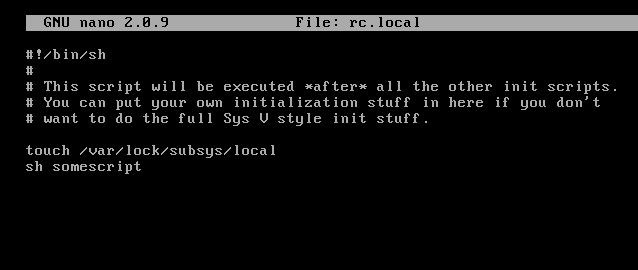 GNU nano 2.0.9 File: rc.local
#!/bin/sh
#
# This script will be executed *after* all the other init scripts.
# You can put your own initialization stuff in here if you don't
# want to do the full Sys V style init stuff.
touch /var/lock/subsys/local
sh somescript